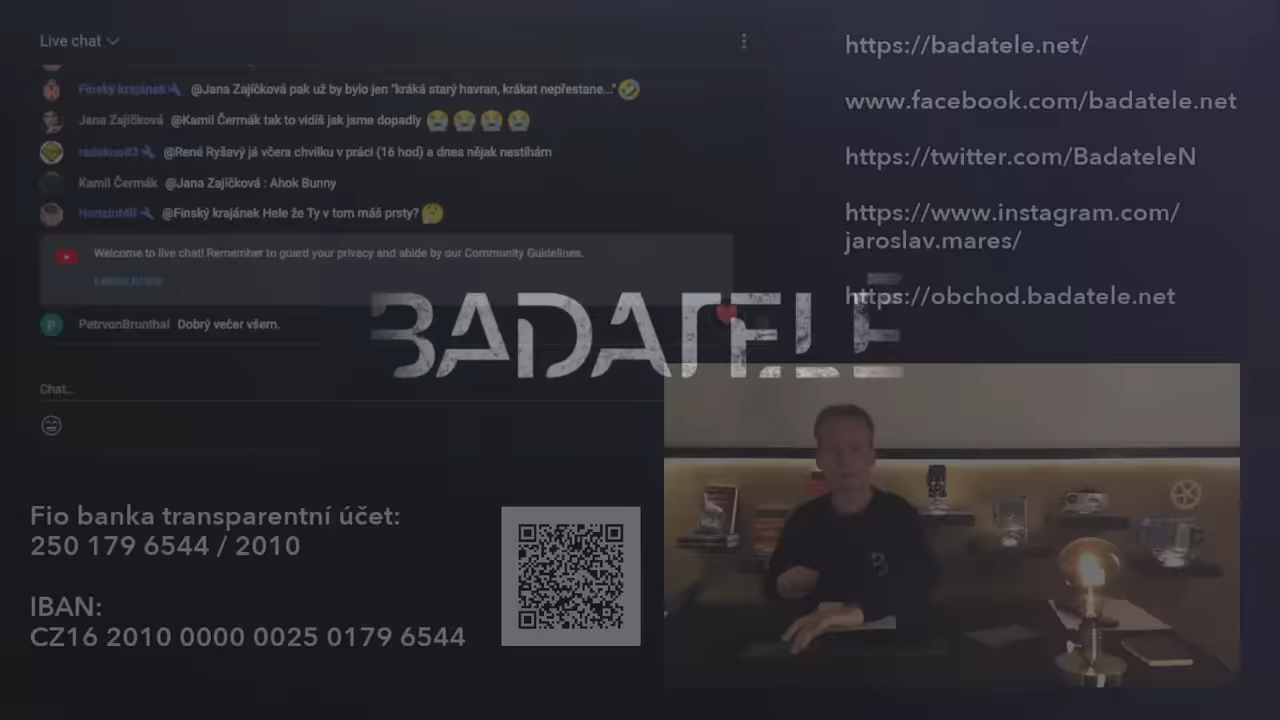 Live chat
Finský krajánek @Jana Zajíčková pak už by bylo jen "kráká starý havran, krákat nepřestane..."
Jana Zajíčková @Kamil Čermák tak to vidíš jak jsme dopadly
@René Ryšavý já včera chvilku v práci (16 hod) a dnes nějak nestíhám
Kamil Čermák @Jana Zajíčková : Ahok Bunny
HonzinMB @Finský krajánek Hele že Ty v tom máš prsty?
Welcome to live chat! Remember to guard your privacy and abide by our Community Guidelines.
LEARN MORE
P PetrvonBrunthal Dobrý večer všem.
Chat...
https://badatele.net/
www.facebook.com/badatele.net
https://twitter.com/BadateleN
https://www.instagram.com/
jaroslav.mares/
https://obchod.badatele.net
BADATELE
Fio banka transparentní účet:
250 179 6544 / 2010
IBAN:
CZ16 2010 0000 0025 0179 6544